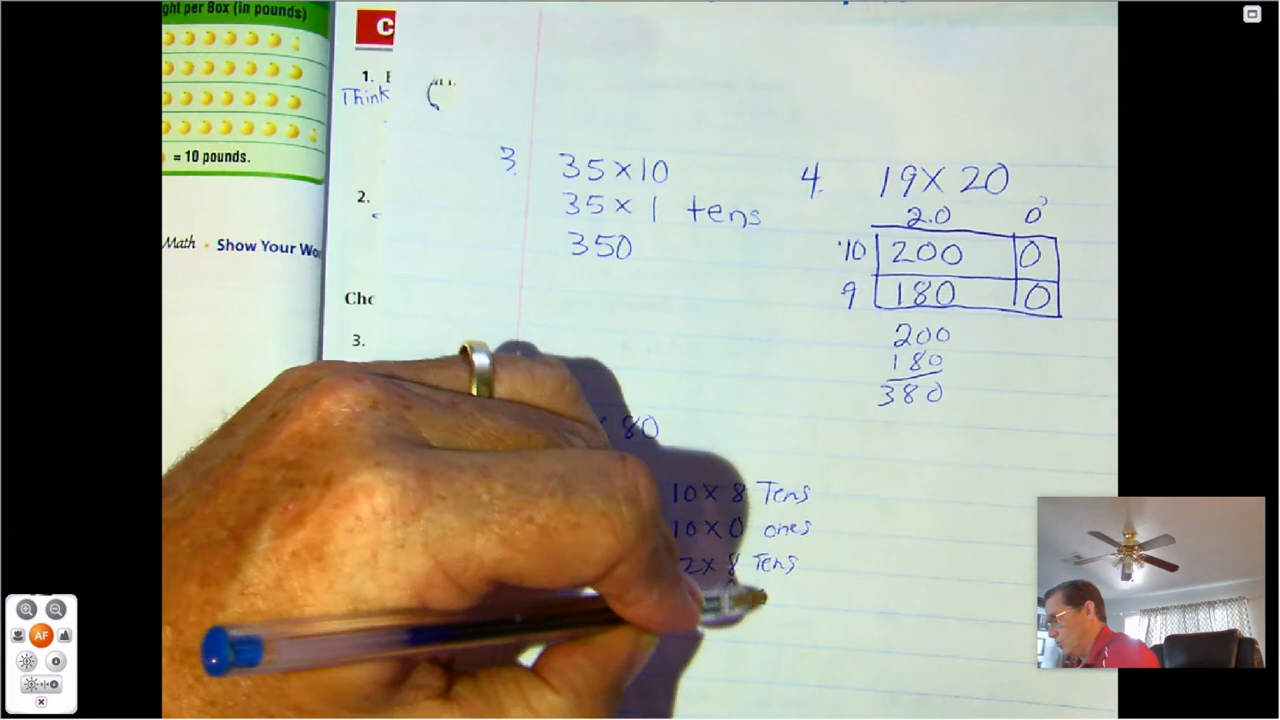 ght per Box (in pounds)
= 10 pounds.
Math • Show Your Wo
C
1.
Think
2.
Cho
3.
3. 35 × 10
35 × 1 tens
350
4. 19 × 20
20 0
10 200 0
9 180 0
200
180
380
× 80
10 × 8 Tens
10 × 0 ones
2 × 8 Tens
AF